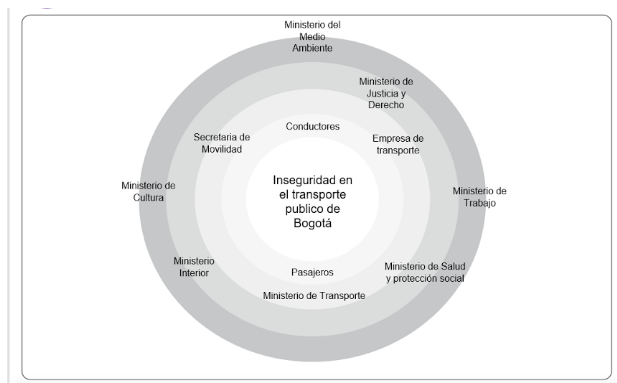 Ministerio del
Medio
Ambiente
Ministerio de
Justicia y
Derecho
Conductores
Secretaria de
Movilidad
Empresa de
transporte
Inseguridad en
el transporte
publico de
Bogotá
Ministerio de
Cultura
Ministerio de
Trabajo
Ministerio
Interior
Pasajeros
Ministerio de Salud
y protección social
Ministerio de Transporte